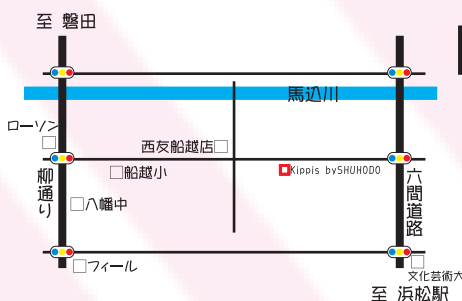 至 磐田
馬込川
ローソン
西友船越店
船越小
Kippis bySHUHODO
柳通り
六間道路
八幡中
フィール
文化芸術大
至 浜松駅